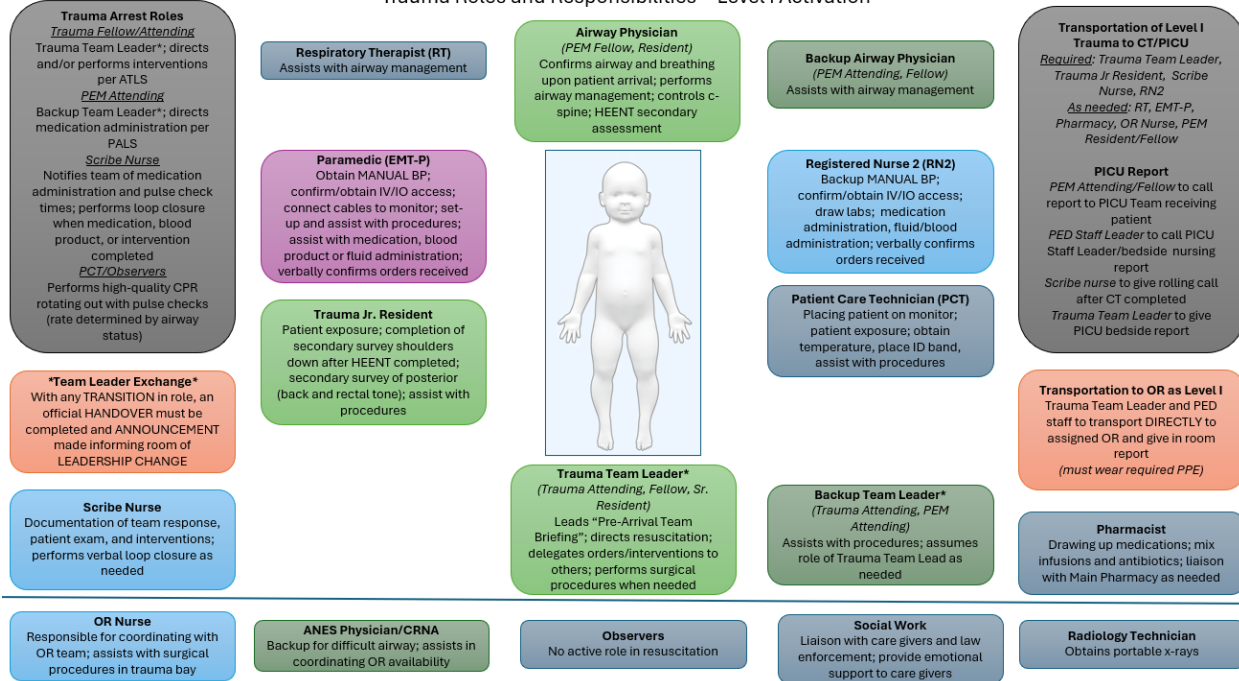 Trauma Roles and Responsibilities – Level I Activation
Trauma Arrest Roles
Trauma Fellow/Attending
Trauma Team Leader*; directs
and/or performs interventions
per ATLS
PEM Attending
Backup Team Leader*; directs
medication administration per
PALS
Scribe Nurse
Notifies team of medication
administration and pulse check
times; performs loop closure
when medication, blood
product, or intervention
completed
PCT/Observers
Performs high-quality CPR
rotating out with pulse checks
(rate determined by airway
status)
Respiratory Therapist (RT)
Assists with airway management
Airway Physician
(PEM Fellow, Resident)
Confirms airway and breathing
upon patient arrival; performs
airway management; controls c-
spine; HEENT secondary
assessment
Backup Airway Physician
(PEM Attending, Fellow)
Assists with airway management
Transportation of Level I
Trauma to CT/PICU
Required: Trauma Team Leader,
Trauma Jr Resident, Scribe
Nurse, RN2
As needed: RT, EMT-P,
Pharmacy, OR Nurse, PEM
Resident/Fellow
PICU Report
PEM Attending/Fellow to call
report to PICU Team receiving
patient
PED Staff Leader to call PICU
Staff Leader/bedside nursing
report
Scribe nurse to give rolling call
after CT completed
Trauma Team Leader to give
PICU bedside report
Paramedic (EMT-P)
Obtain MANUAL BP;
confirm/obtain IV/IO access;
connect cables to monitor; set-
up and assist with procedures;
assist with medication, blood
product or fluid administration;
verbally confirms orders received
Registered Nurse 2 (RN2)
Backup MANUAL BP;
confirm/obtain IV/IO access;
draw labs; medication
administration, fluid/blood
administration; verbally confirms
orders received
Trauma Jr. Resident
Patient exposure; completion of
secondary survey shoulders
down after HEENT completed;
secondary survey of posterior
(back and rectal tone); assist with
procedures
Patient Care Technician (PCT)
Placing patient on monitor;
patient exposure; obtain
temperature, place ID band,
assist with procedures
*Team Leader Exchange*
With any TRANSITION in role, an
official HANDOVER must be
completed and ANNOUNCEMENT
made informing room of
LEADERSHIP CHANGE
Transportation to OR as Level I
Trauma Team Leader and PED
staff to transport DIRECTLY to
assigned OR and give in room
report
(must wear required PPE)
Scribe Nurse
Documentation of team response,
patient exam, and interventions;
performs verbal loop closure as
needed
Trauma Team Leader*
(Trauma Attending, Fellow, Sr.
Resident)
Leads “Pre-Arrival Team
Briefing”; directs resuscitation;
delegates orders/interventions to
others; performs surgical
procedures when needed
Backup Team Leader*
(Trauma Attending, PEM
Attending)
Assists with procedures; assumes
role of Trauma Team Lead as
needed
Pharmacist
Drawing up medications; mix
infusions and antibiotics; liaison
with Main Pharmacy as needed
OR Nurse
Responsible for coordinating with
OR team; assists with surgical
procedures in trauma bay
ANES Physician/CRNA
Backup for difficult airway; assists in
coordinating OR availability
Observers
No active role in resuscitation
Social Work
Liaison with care givers and law
enforcement; provide emotional
support to care givers
Radiology Technician
Obtains portable x-rays